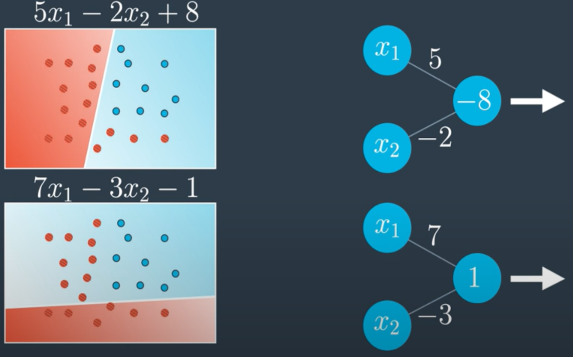 5x₁ − 2x₂ + 8
x₁
5
−8
x₂
−2
7x₁ − 3x₂ − 1
x₁
7
1
x₂
−3